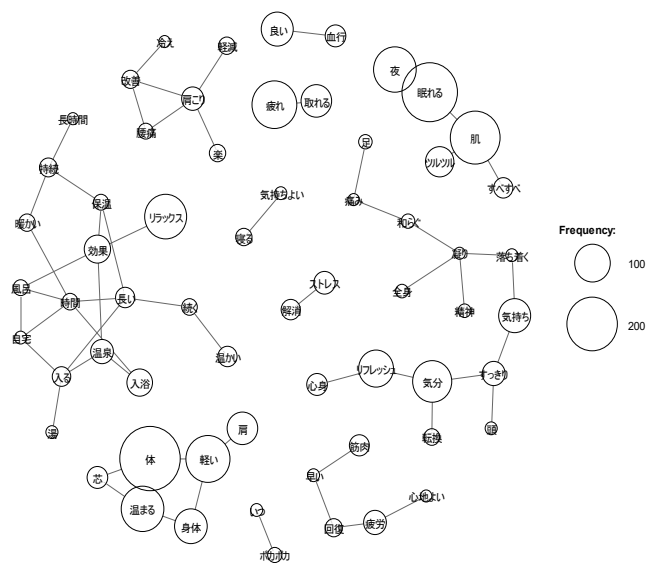 良い
血行
冷え
軽減
改善
肩こり
腰痛
楽
疲れ
取れる
夜
眠れる
肌
ツルツル
すべすべ
長時間
持続
保温
暖かい
リラックス
効果
風呂
時間
長い
自宅
続く
温かい
温泉
入る
入浴
湯
気持ちよい
寝る
足
痛み
和らぐ
凝り
落ち着く
全身
精神
気持ち
ストレス
解消
心身
リフレッシュ
気分
すっきり
転換
頭
体
軽い
肩
芯
温まる
身体
筋肉
早い
回復
疲労
心地よい
いつ
ポカポカ
Frequency:
100
200